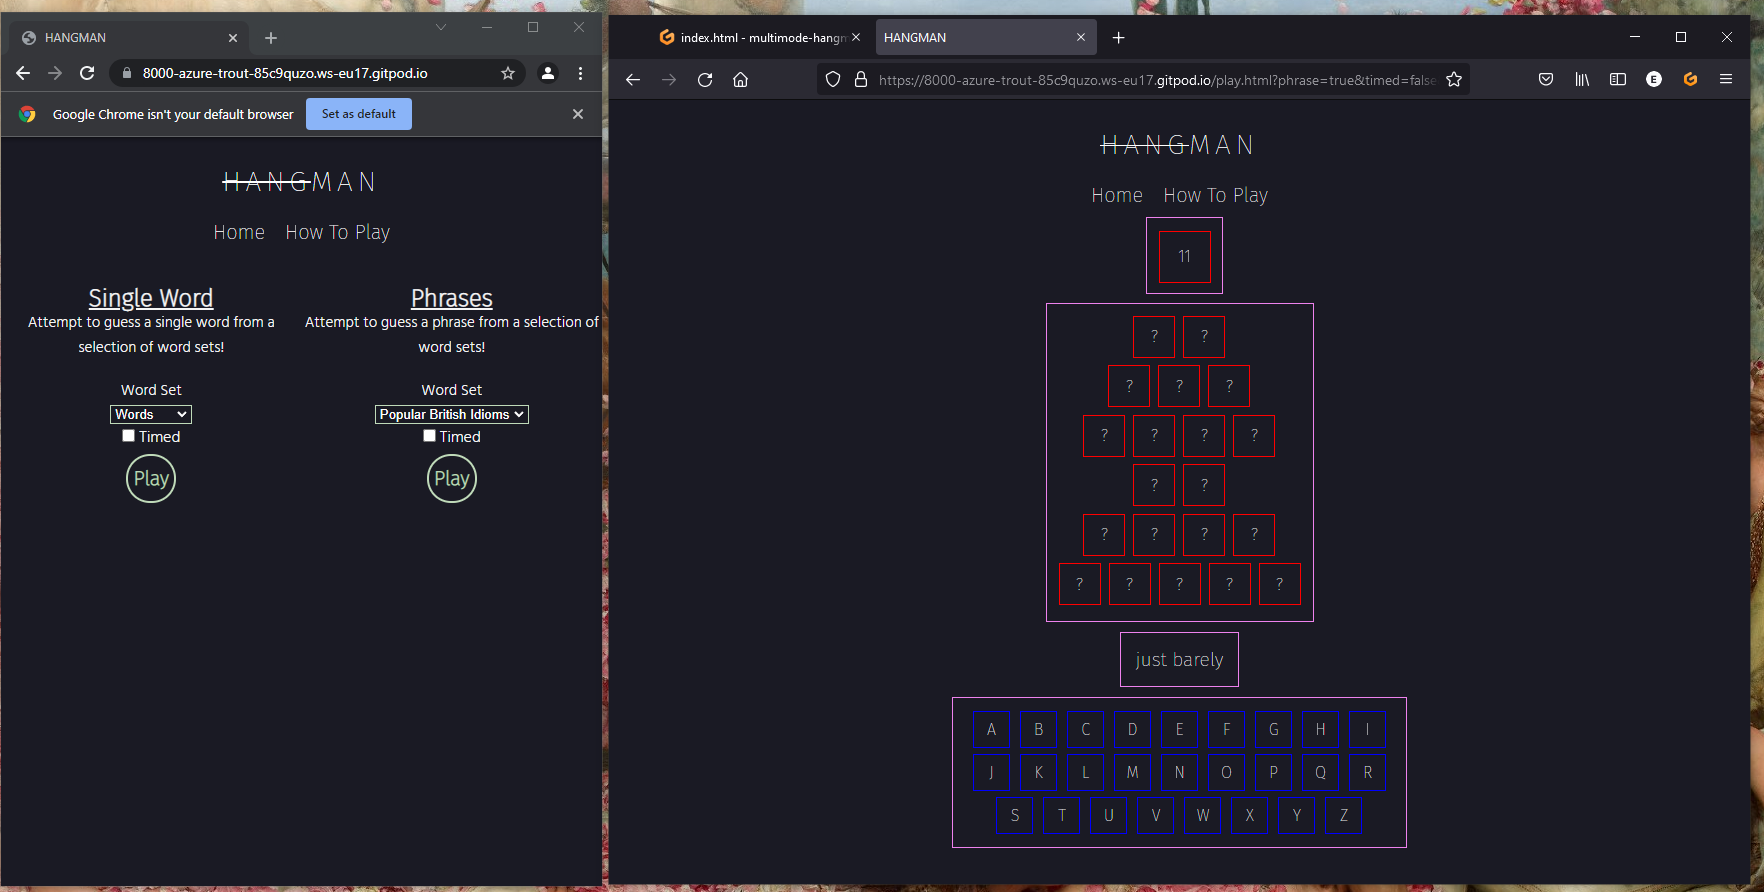 HANGMAN
8000-azure-trout-85c9quzo.ws-eu17.gitpod.io
Google Chrome isn't your default browser
Set as default
HANGMAN
Home How To Play
Single Word
Attempt to guess a single word from a
selection of word sets!
Word Set
Words
Timed
Play
Phrases
Attempt to guess a phrase from a selection of
word sets!
Word Set
Popular British Idioms
Timed
Play
index.html - multimode-hangm
HANGMAN
https://8000-azure-trout-85c9quzo.ws-eu17.gitpod.io/play.html?phrase=true&timed=false
E
HANGMAN
Home How To Play
11
? ?
? ? ?
? ? ? ?
? ?
? ? ? ?
? ? ? ? ?
just barely
A B C D E F G H I
J K L M N O P Q R
S T U V W X Y Z